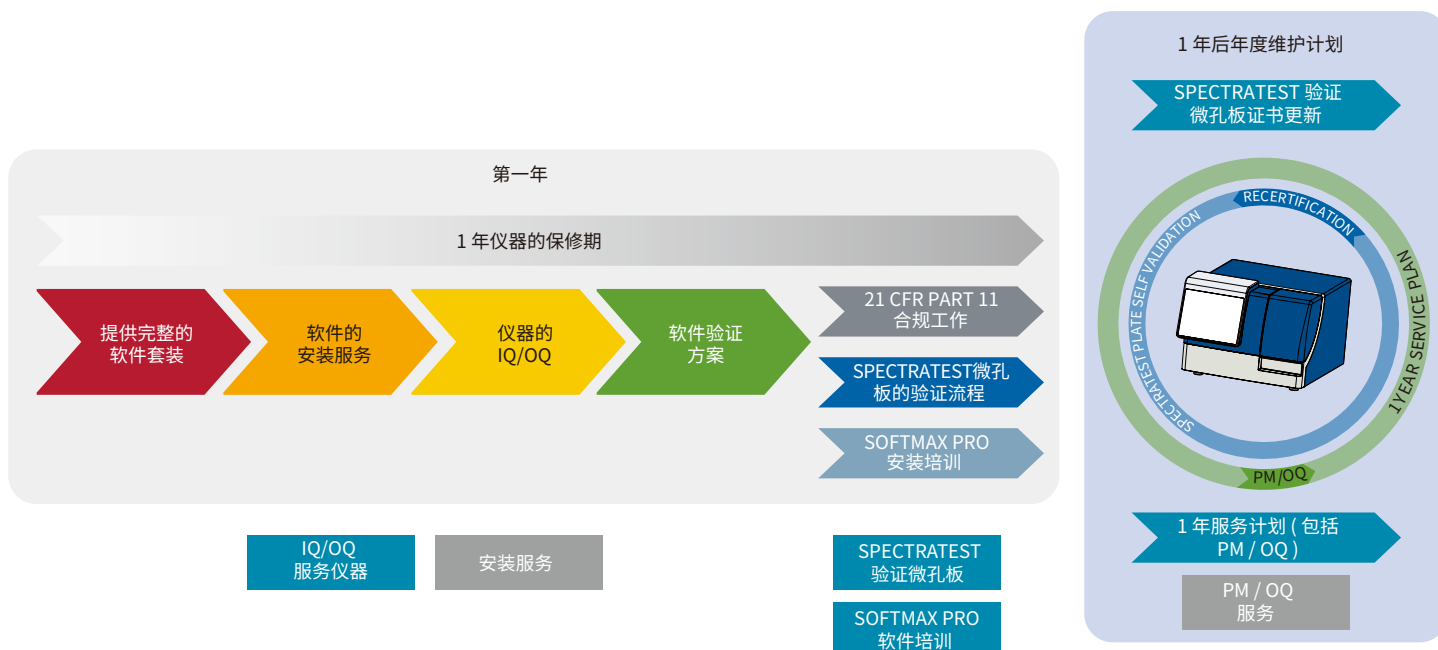 第一年
1 年仪器的保修期
提供完整的
软件套装
软件的
安装服务
仪器的
IQ/OQ
软件验证
方案
21 CFR PART 11
合规工作
SPECTRATEST微孔
板的验证流程
SOFTMAX PRO
安装培训
IQ/OQ
服务仪器
安装服务
SPECTRATEST
验证微孔板
SOFTMAX PRO
软件培训
1 年后年度维护计划
SPECTRATEST 验证
微孔板证书更新
RECERTIFICATION
SPECTRATEST PLATE SELF VALIDATION
1YEAR SERVICE PLAN
PM/OQ
1 年服务计划 ( 包括
PM / OQ )
PM / OQ
服务